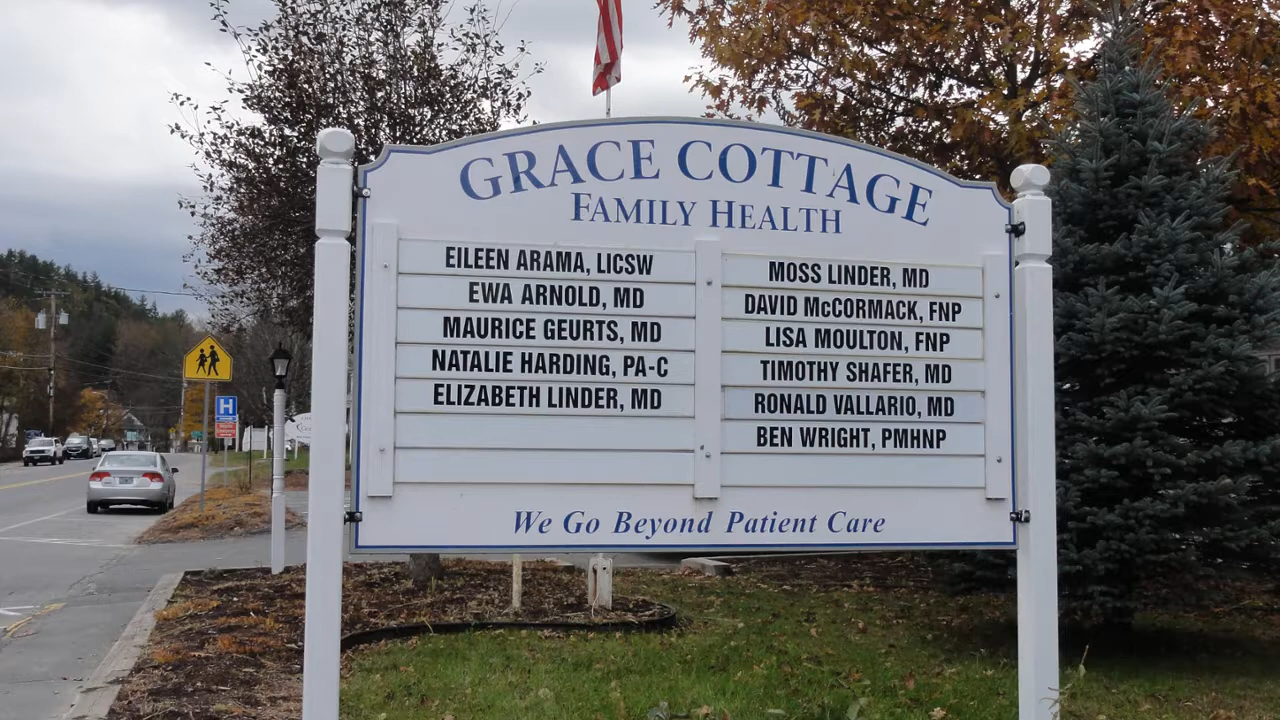 GRACE COTTAGE
FAMILY HEALTH
EILEEN ARAMA, LICSW
EWA ARNOLD, MD
MAURICE GEURTS, MD
NATALIE HARDING, PA-C
ELIZABETH LINDER, MD
MOSS LINDER, MD
DAVID McCORMACK, FNP
LISA MOULTON, FNP
TIMOTHY SHAFER, MD
RONALD VALLARIO, MD
BEN WRIGHT, PMHNP
We Go Beyond Patient Care
H